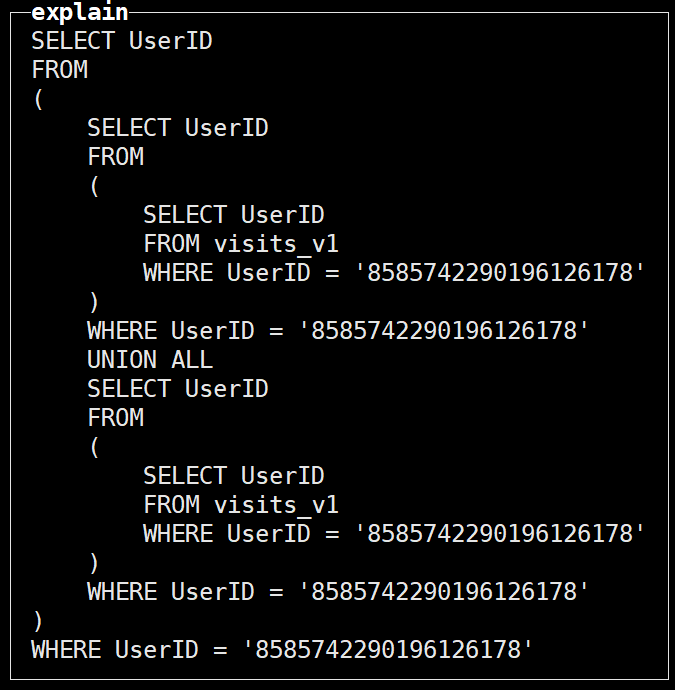 explain
SELECT UserID
FROM
(
    SELECT UserID
    FROM
    (
        SELECT UserID
        FROM visits_v1
        WHERE UserID = '8585742290196126178'
    )
    WHERE UserID = '8585742290196126178'
    UNION ALL
    SELECT UserID
    FROM
    (
        SELECT UserID
        FROM visits_v1
        WHERE UserID = '8585742290196126178'
    )
    WHERE UserID = '8585742290196126178'
)
WHERE UserID = '8585742290196126178'